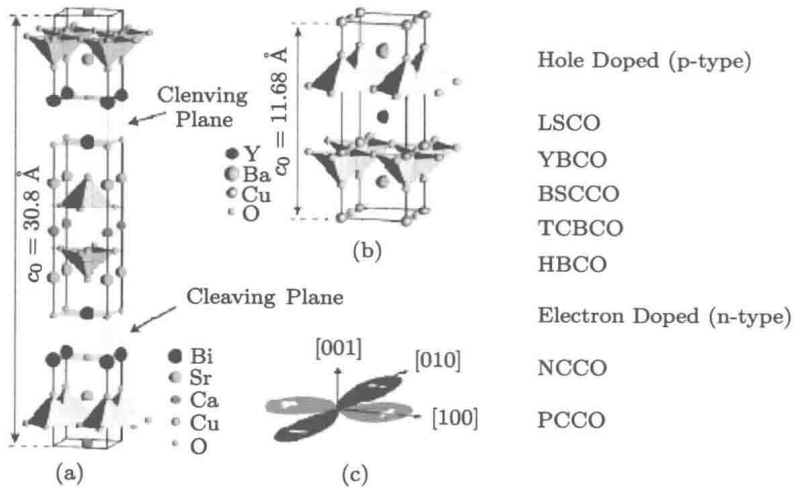 (a)
c₀ = 30.8 Å
Clenving
Plane
Cleaving Plane
Bi
Sr
Ca
Cu
O
(b)
c₀ = 11.68 Å
Y
Ba
Cu
O
(c)
[001]
[010]
[100]
Hole Doped (p-type)
LSCO
YBCO
BSCCO
TCBCO
HBCO
Electron Doped (n-type)
NCCO
PCCO